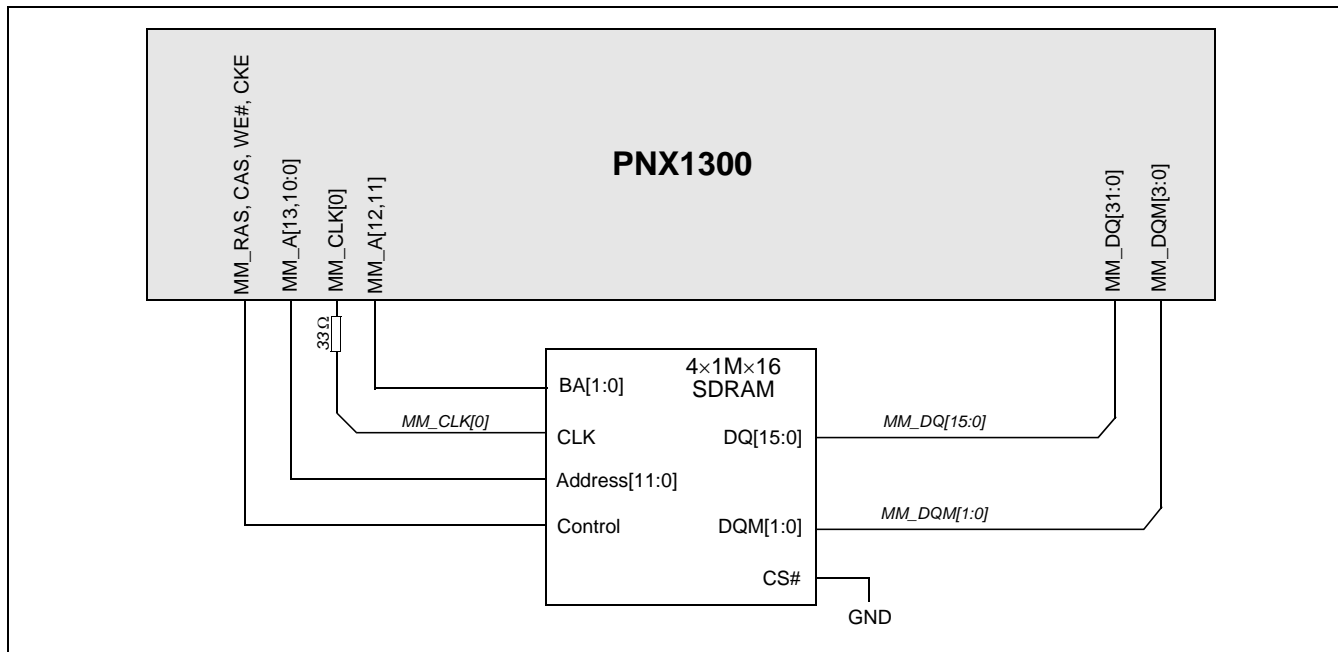 PNX1300
MM_RAS, CAS, WE#, CKE
MM_A[13,10:0]
MM_CLK[0]
MM_A[12,11]
MM_DQ[31:0]
MM_DQM[3:0]
33Ω
4×1M×16
SDRAM
BA[1:0]
MM_CLK[0]
CLK
DQ[15:0]
MM_DQ[15:0]
Address[11:0]
Control
DQM[1:0]
MM_DQM[1:0]
CS#
GND